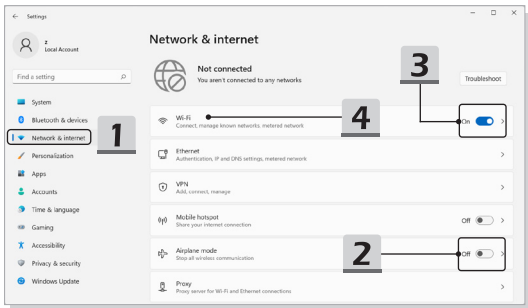 Settings
z
Local Account
Find a setting
System
Bluetooth & devices
Network & internet
Personalization
Apps
Accounts
Time & language
Gaming
Accessibility
Privacy & security
Windows Update
1
Network & internet
Not connected
You aren't connected to any networks
Troubleshoot
3
Wi-Fi
Connect, manage known networks, metered network
4
On
Ethernet
Authentication, IP and DNS settings, metered network
VPN
Add, connect, manage
Mobile hotspot
Share your internet connection
Off
Airplane mode
Stop all wireless communication
2
Off
Proxy
Proxy server for Wi-Fi and Ethernet connections